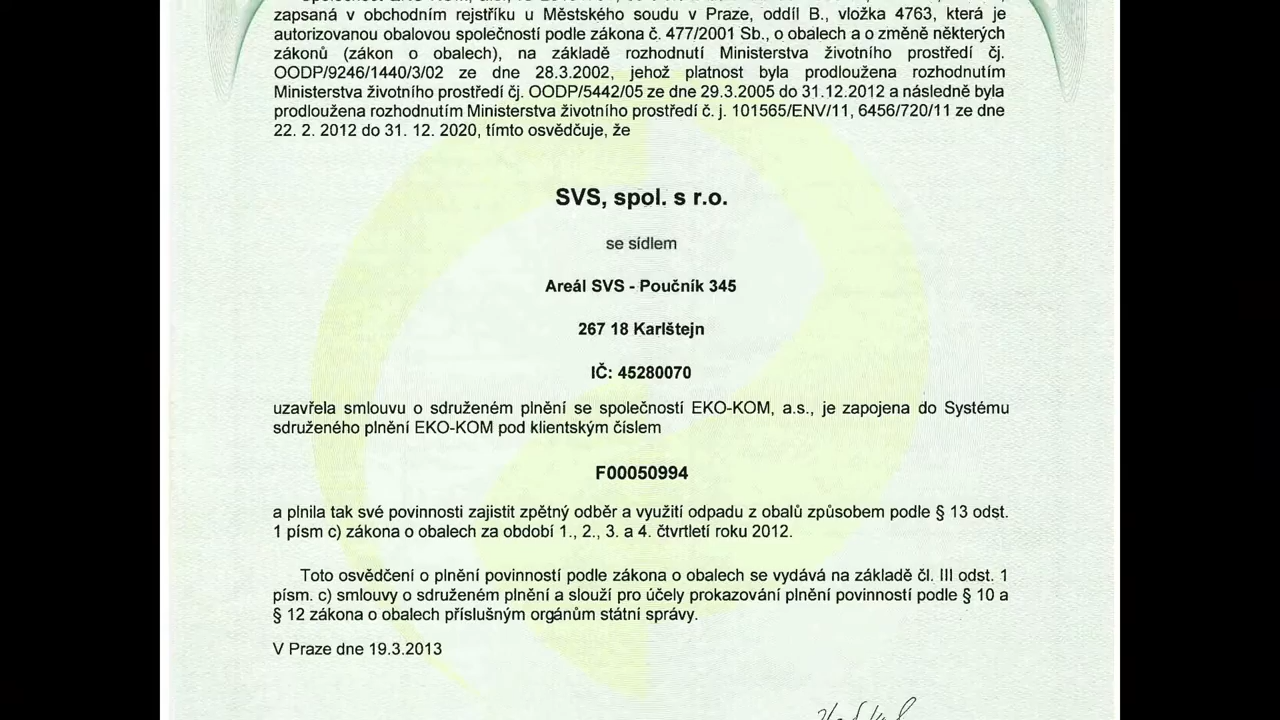 zapsaná v obchodním rejstříku u Městského soudu v Praze, oddíl B., vložka 4763, která je
autorizovanou obalovou společností podle zákona č. 477/2001 Sb., o obalech a o změně některých
zákonů (zákon o obalech), na základě rozhodnutí Ministerstva životního prostředí čj.
OODP/9246/1440/3/02 ze dne 28.3.2002, jehož platnost byla prodloužena rozhodnutím
Ministerstva životního prostředí čj. OODP/5442/05 ze dne 29.3.2005 do 31.12.2012 a následně byla
prodloužena rozhodnutím Ministerstva životního prostředí č. j. 101565/ENV/11, 6456/720/11 ze dne
22. 2. 2012 do 31. 12. 2020, tímto osvědčuje, že
SVS, spol. s r.o.
se sídlem
Areál SVS - Poučník 345
267 18 Karlštejn
IČ: 45280070
uzavřela smlouvu o sdruženém plnění se společností EKO-KOM, a.s., je zapojena do Systému
sdruženého plnění EKO-KOM pod klientským číslem
F00050994
a plnila tak své povinnosti zajistit zpětný odběr a využití odpadu z obalů způsobem podle § 13 odst.
1 písm c) zákona o obalech za období 1., 2., 3. a 4. čtvrtletí roku 2012.
Toto osvědčení o plnění povinností podle zákona o obalech se vydává na základě čl. III odst. 1
písm. c) smlouvy o sdruženém plnění a slouží pro účely prokazování plnění povinností podle § 10 a
§ 12 zákona o obalech příslušným orgánům státní správy.
V Praze dne 19.3.2013